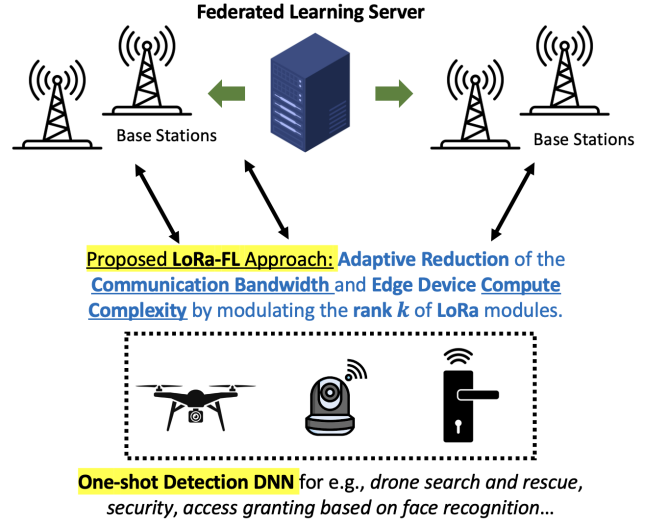 Federated Learning Server
Base Stations
Base Stations
Proposed LoRa-FL Approach: Adaptive Reduction of the
Communication Bandwidth and Edge Device Compute
Complexity by modulating the rank k of LoRa modules.
One-shot Detection DNN for e.g., drone search and rescue,
security, access granting based on face recognition…